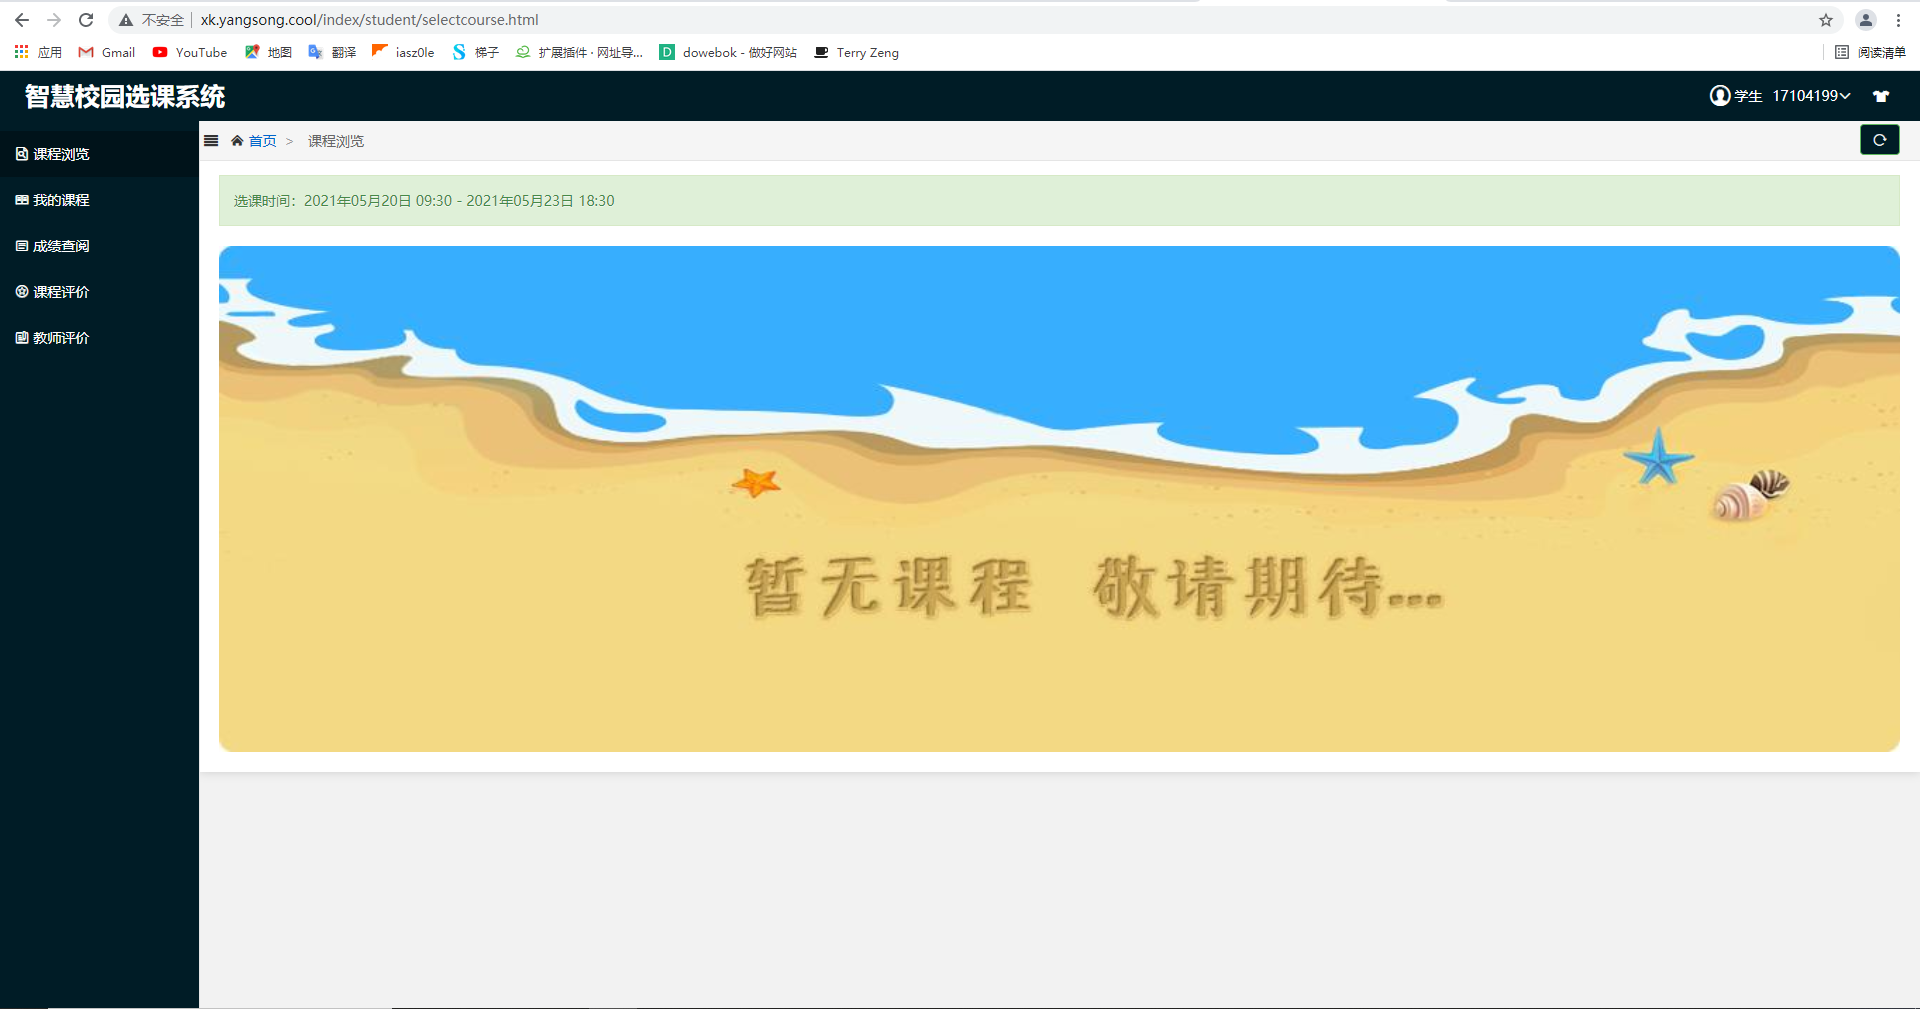 不安全 xk.yangsong.cool/index/student/selectcourse.html
应用 Gmail YouTube 地图 翻译 iasz0le 梯子 扩展插件 · 网址导... dowebok - 做好网站 Terry Zeng 阅读清单
智慧校园选课系统 学生 17104199
首页 > 课程浏览
课程浏览
我的课程
成绩查阅
课程评价
教师评价
选课时间：2021年05月20日 09:30 - 2021年05月23日 18:30
暂无课程 敬请期待...